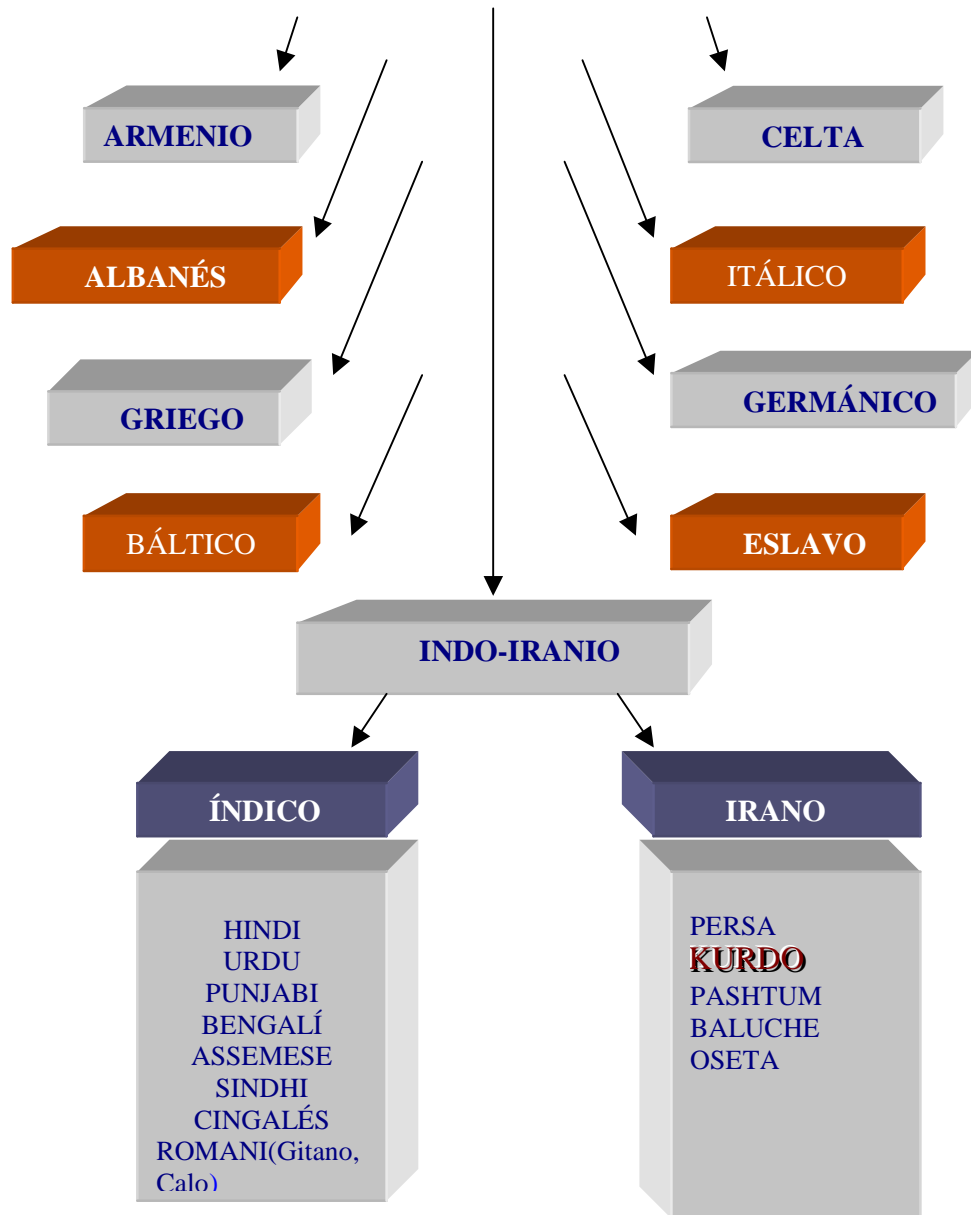 ARMENIO
CELTA
ALBANÉS
ITÁLICO
GRIEGO
GERMÁNICO
BÁLTICO
ESLAVO
INDO-IRANIO
ÍNDICO
IRANO
HINDI
URDU
PUNJABI
BENGALÍ
ASSEMESE
SINDHI
CINGALÉS
ROMANI(Gitano,
Calo)
PERSA
KURDO
PASHTUM
BALUCHE
OSETA